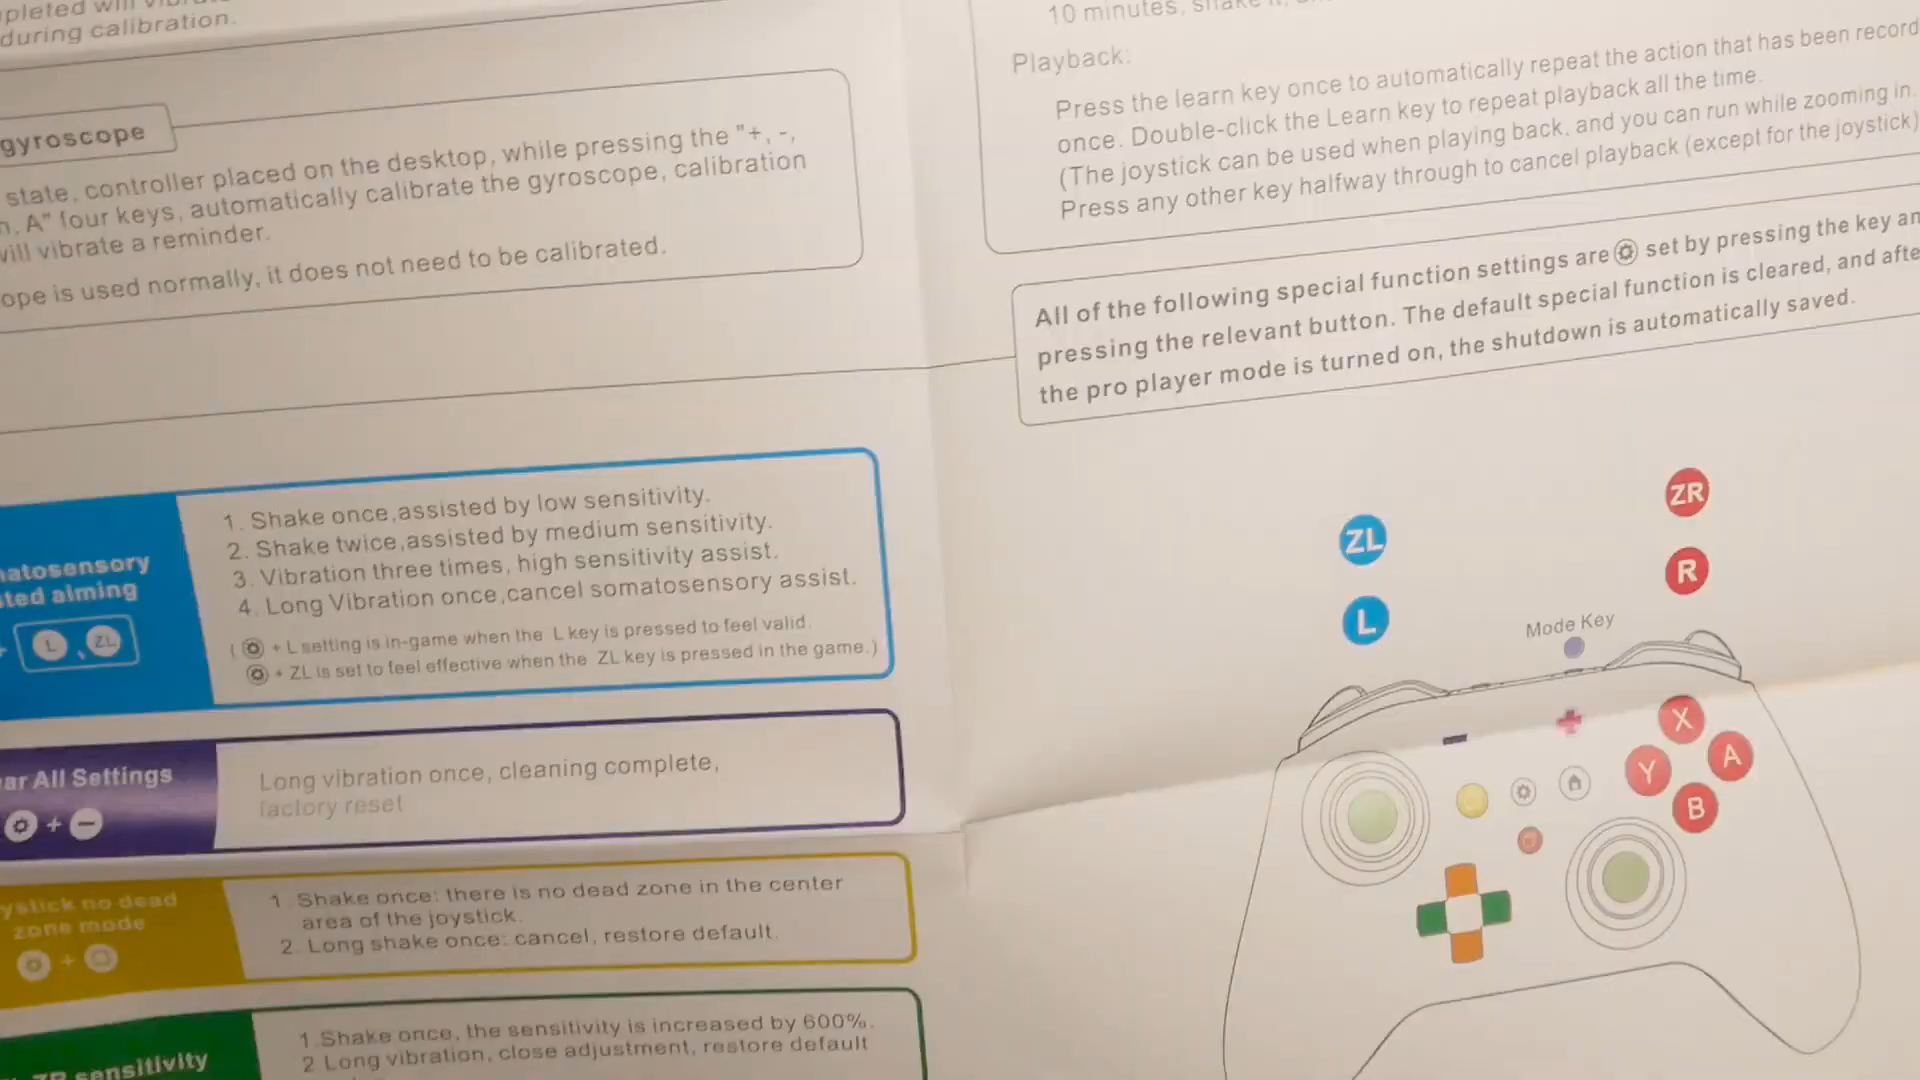 during calibration.
gyroscope
state, controller placed on the desktop, while pressing the "+, -,
A" four keys, automatically calibrate the gyroscope, calibration
will vibrate a reminder.
ope is used normally, it does not need to be calibrated.
atosensory
ted aiming
+ L 、 ZL
1. Shake once,assisted by low sensitivity.
2. Shake twice,assisted by medium sensitivity.
3. Vibration three times, high sensitivity assist.
4. Long Vibration once,cancel somatosensory assist.
( + L setting is in-game when the L key is pressed to feel valid.
+ ZL is set to feel effective when the ZL key is pressed in the game.)
ar All Settings
+ −
Long vibration once, cleaning complete,
factory reset
ystick no dead
zone mode
+
1. Shake once: there is no dead zone in the center
area of the joystick.
2. Long shake once: cancel, restore default.
ZR sensitivity
1.Shake once, the sensitivity is increased by 600%.
2 Long vibration, close adjustment, restore default
10 minutes, shake it,
Playback:
Press the learn key once to automatically repeat the action that has been record
once. Double-click the Learn key to repeat playback all the time.
(The joystick can be used when playing back, and you can run while zooming in.
Press any other key halfway through to cancel playback (except for the joystick)
All of the following special function settings are set by pressing the key an
pressing the relevant button. The default special function is cleared, and afte
the pro player mode is turned on, the shutdown is automatically saved.
ZL
ZR
L
R
Mode Key
X
Y
A
B